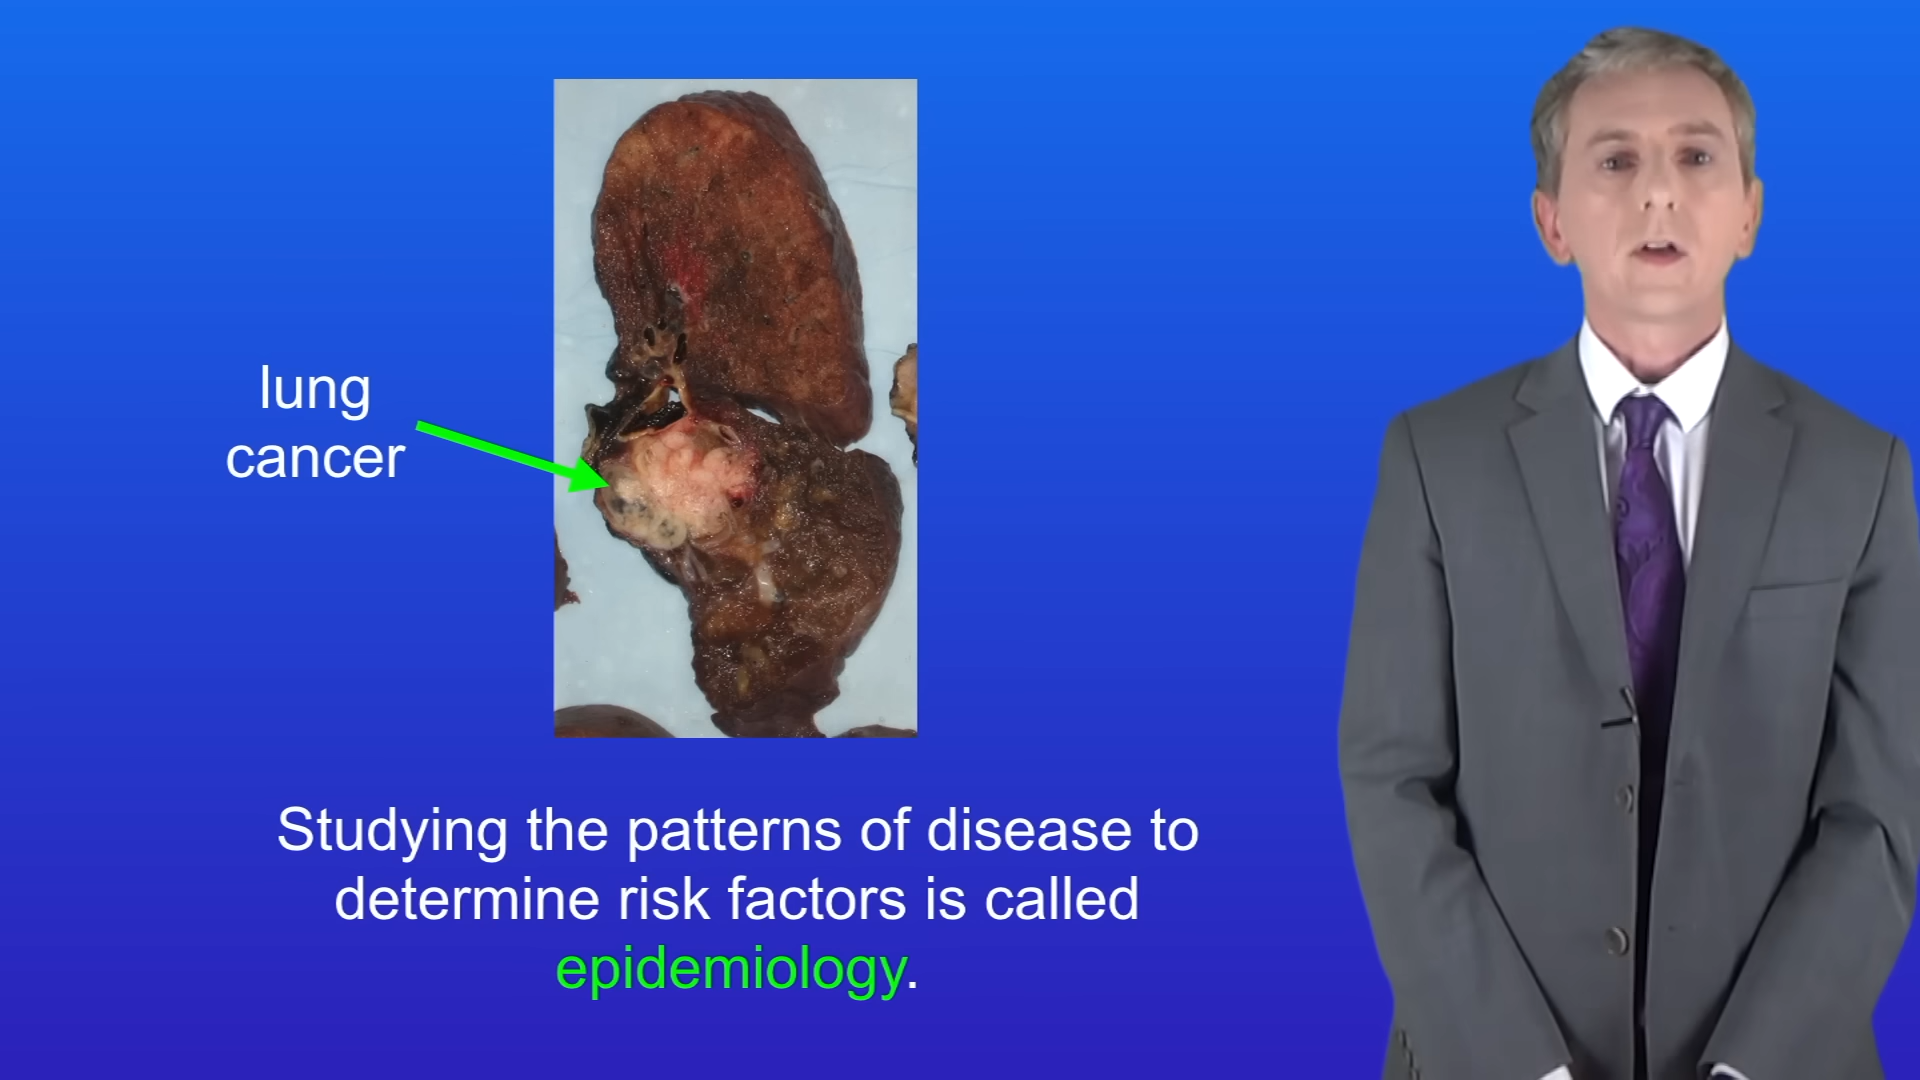 lung
cancer
Studying the patterns of disease to
determine risk factors is called
epidemiology.